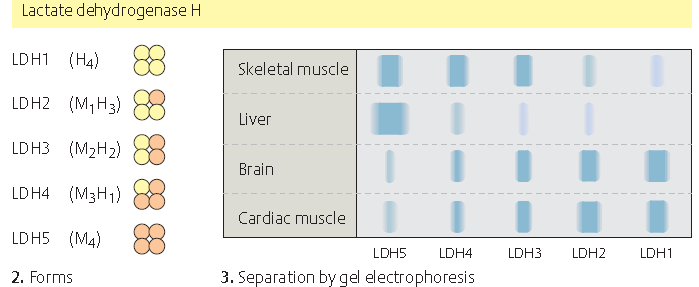 Lactate dehydrogenase H
LDH1 (H4)
LDH2 (M1H3)
LDH3 (M2H2)
LDH4 (M3H1)
LDH5 (M4)
2. Forms
Skeletal muscle
Liver
Brain
Cardiac muscle
LDH5 LDH4 LDH3 LDH2 LDH1
3. Separation by gel electrophoresis